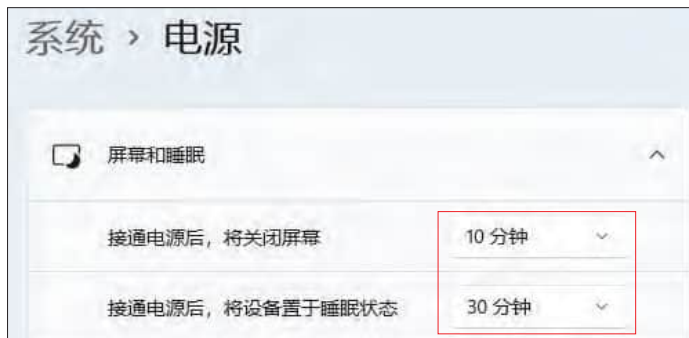 系统 › 电源
屏幕和睡眠
接通电源后，将关闭屏幕 10 分钟
接通电源后，将设备置于睡眠状态 30 分钟